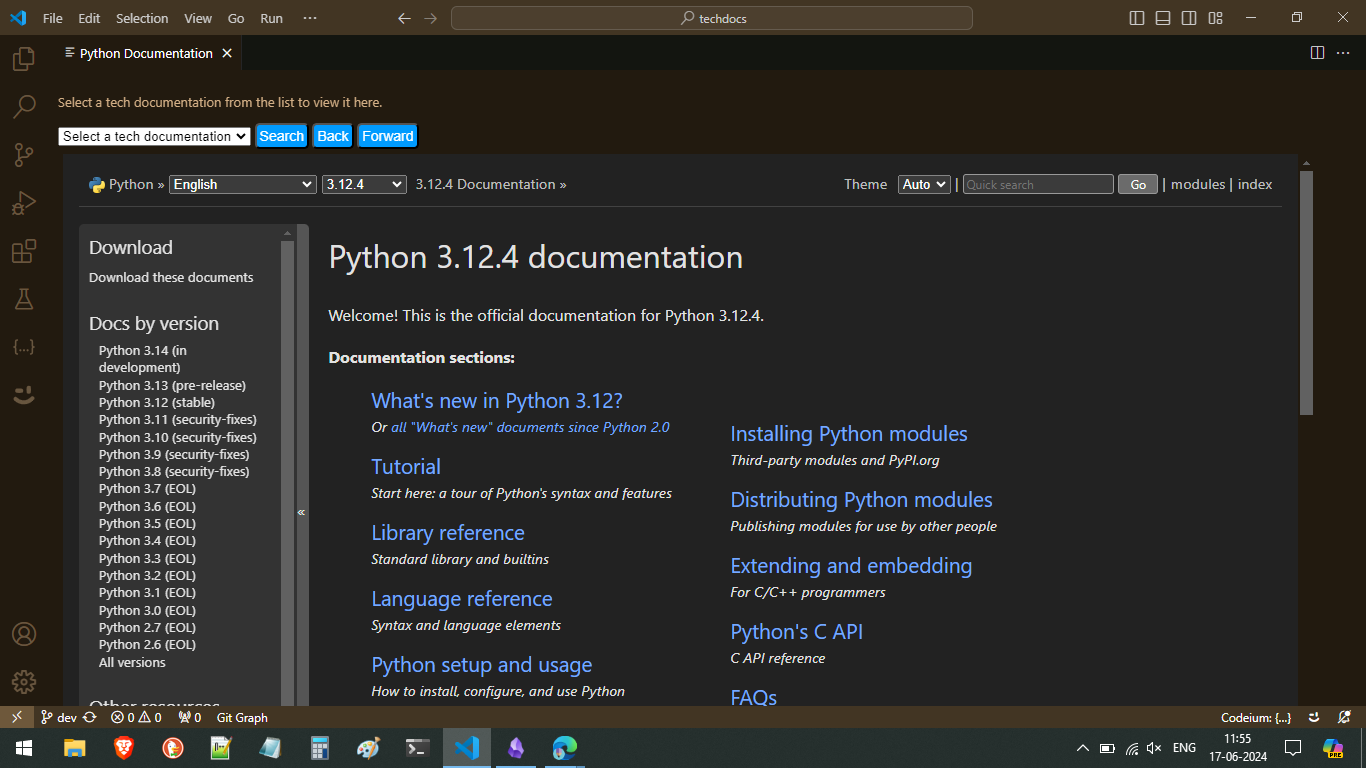 File Edit Selection View Go Run ···
techdocs
Python Documentation
Select a tech documentation from the list to view it here.
Select a tech documentation Search Back Forward
Python » English 3.12.4 3.12.4 Documentation »
Theme Auto | Quick search Go | modules | index
Download
Download these documents
Docs by version
Python 3.14 (in
development)
Python 3.13 (pre-release)
Python 3.12 (stable)
Python 3.11 (security-fixes)
Python 3.10 (security-fixes)
Python 3.9 (security-fixes)
Python 3.8 (security-fixes)
Python 3.7 (EOL)
Python 3.6 (EOL)
Python 3.5 (EOL)
Python 3.4 (EOL)
Python 3.3 (EOL)
Python 3.2 (EOL)
Python 3.1 (EOL)
Python 3.0 (EOL)
Python 2.7 (EOL)
Python 2.6 (EOL)
All versions
Other resources
«
Python 3.12.4 documentation
Welcome! This is the official documentation for Python 3.12.4.
Documentation sections:
What's new in Python 3.12?
Or all "What's new" documents since Python 2.0
Tutorial
Start here: a tour of Python's syntax and features
Library reference
Standard library and builtins
Language reference
Syntax and language elements
Python setup and usage
How to install, configure, and use Python
Installing Python modules
Third-party modules and PyPI.org
Distributing Python modules
Publishing modules for use by other people
Extending and embedding
For C/C++ programmers
Python's C API
C API reference
FAQs
dev 0 0 0 Git Graph
Codeium: {...}
ENG
11:55
17-06-2024
PRE